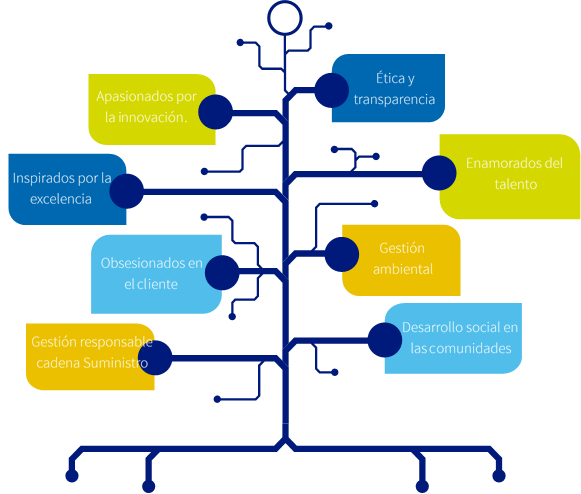 Ética y
transparencia
Apasionados por
la innovación.
Enamorados del
talento
Inspirados por la
excelencia
Gestión
ambiental
Obsesionados en
el cliente
Desarrollo social en
las comunidades
Gestión responsable
cadena Suministro